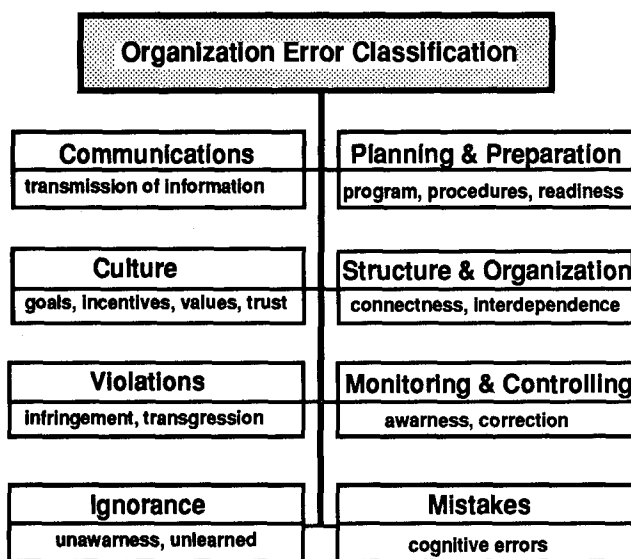 Organization Error Classification
Communications
transmission of information
Planning & Preparation
program, procedures, readiness
Culture
goals, incentives, values, trust
Structure & Organization
connectness, interdependence
Violations
infringement, transgression
Monitoring & Controlling
awarness, correction
Ignorance
unawarness, unlearned
Mistakes
cognitive errors